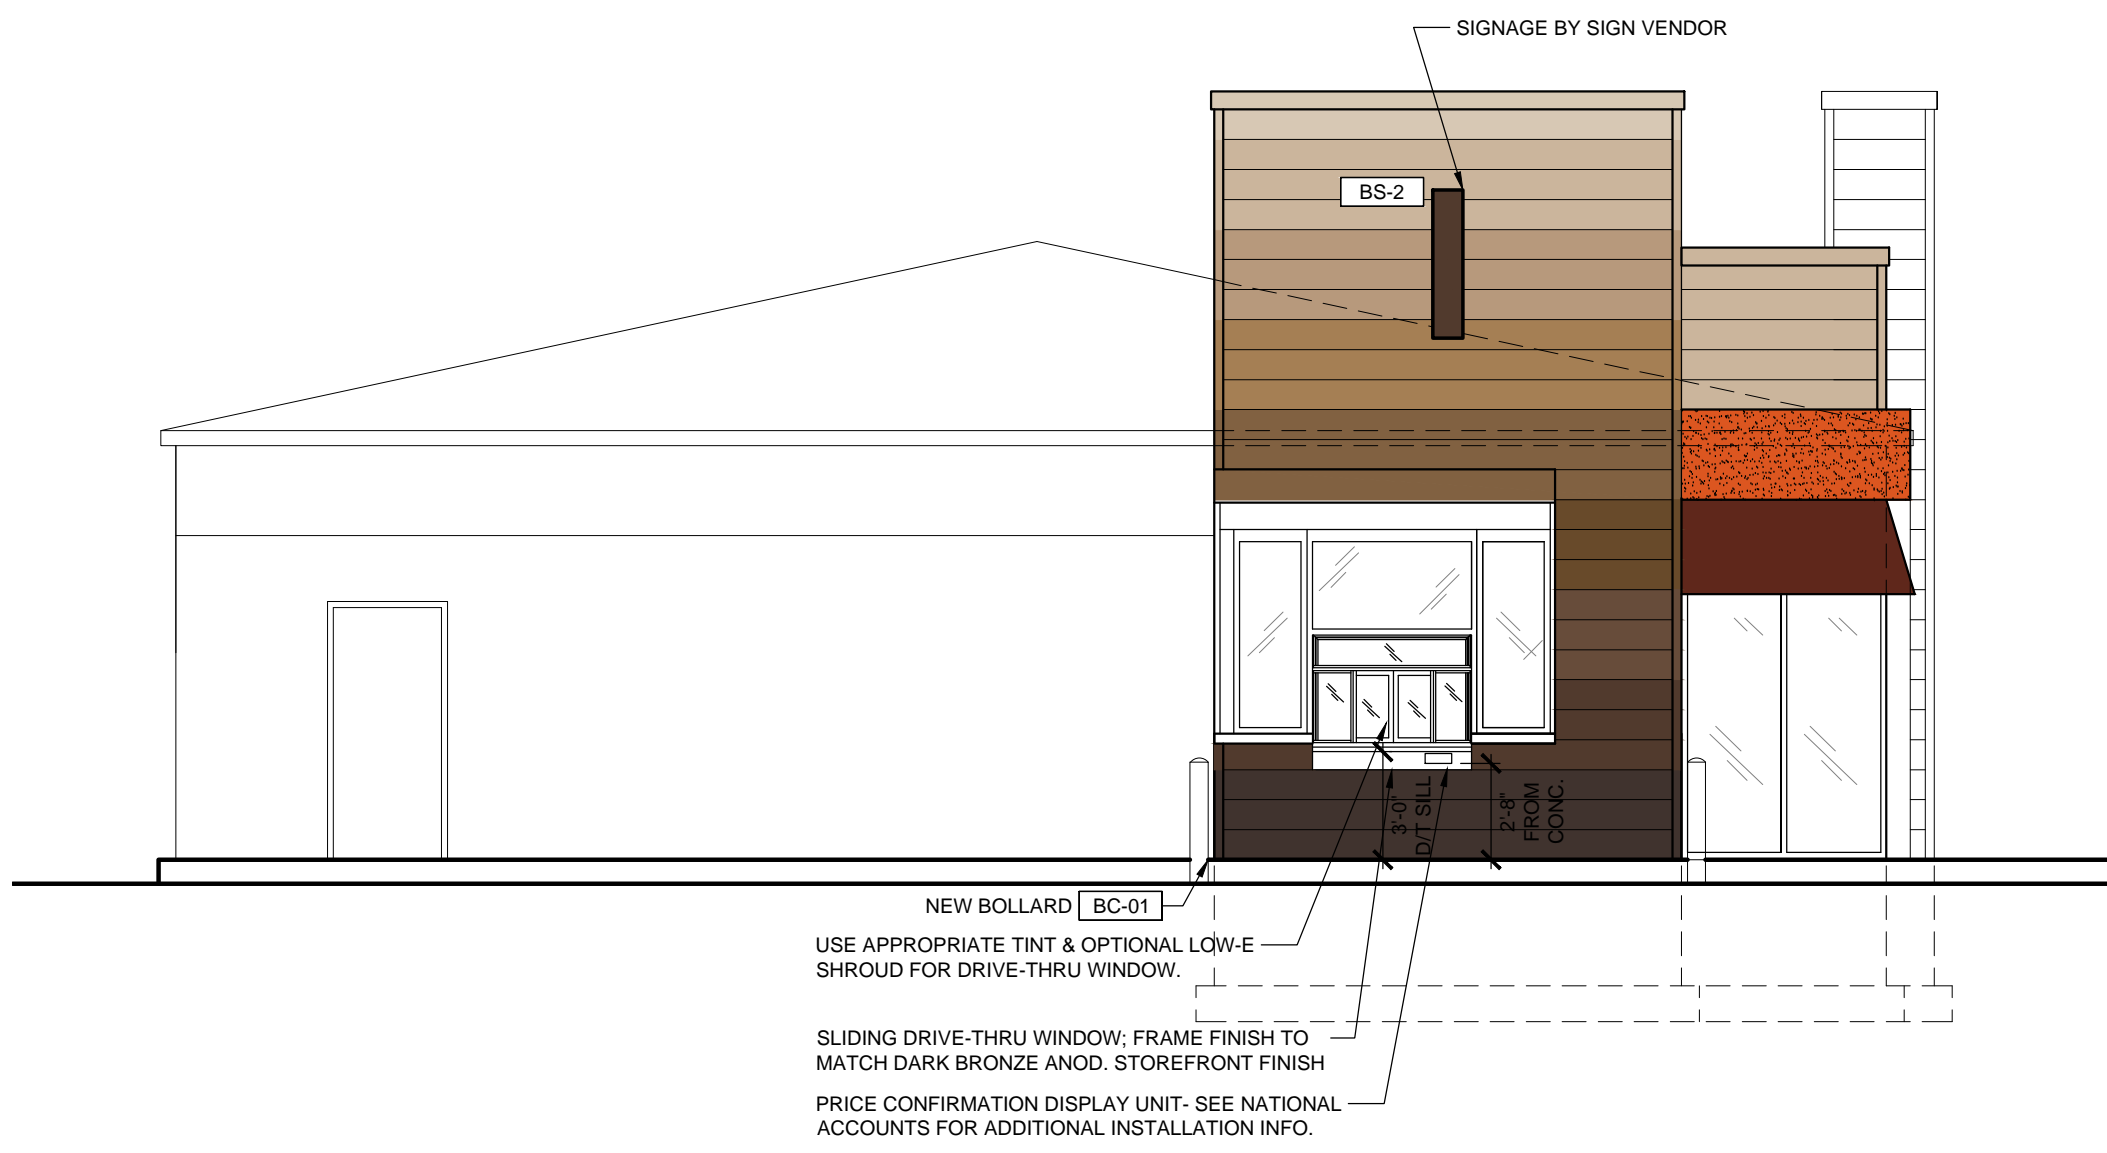 SIGNAGE BY SIGN VENDOR
BS-2
3'-0"
D/T SILL
2'-8"
FROM
CONC.
NEW BOLLARD BC-01
USE APPROPRIATE TINT & OPTIONAL LOW-E
SHROUD FOR DRIVE-THRU WINDOW.
SLIDING DRIVE-THRU WINDOW; FRAME FINISH TO
MATCH DARK BRONZE ANOD. STOREFRONT FINISH
PRICE CONFIRMATION DISPLAY UNIT- SEE NATIONAL
ACCOUNTS FOR ADDITIONAL INSTALLATION INFO.